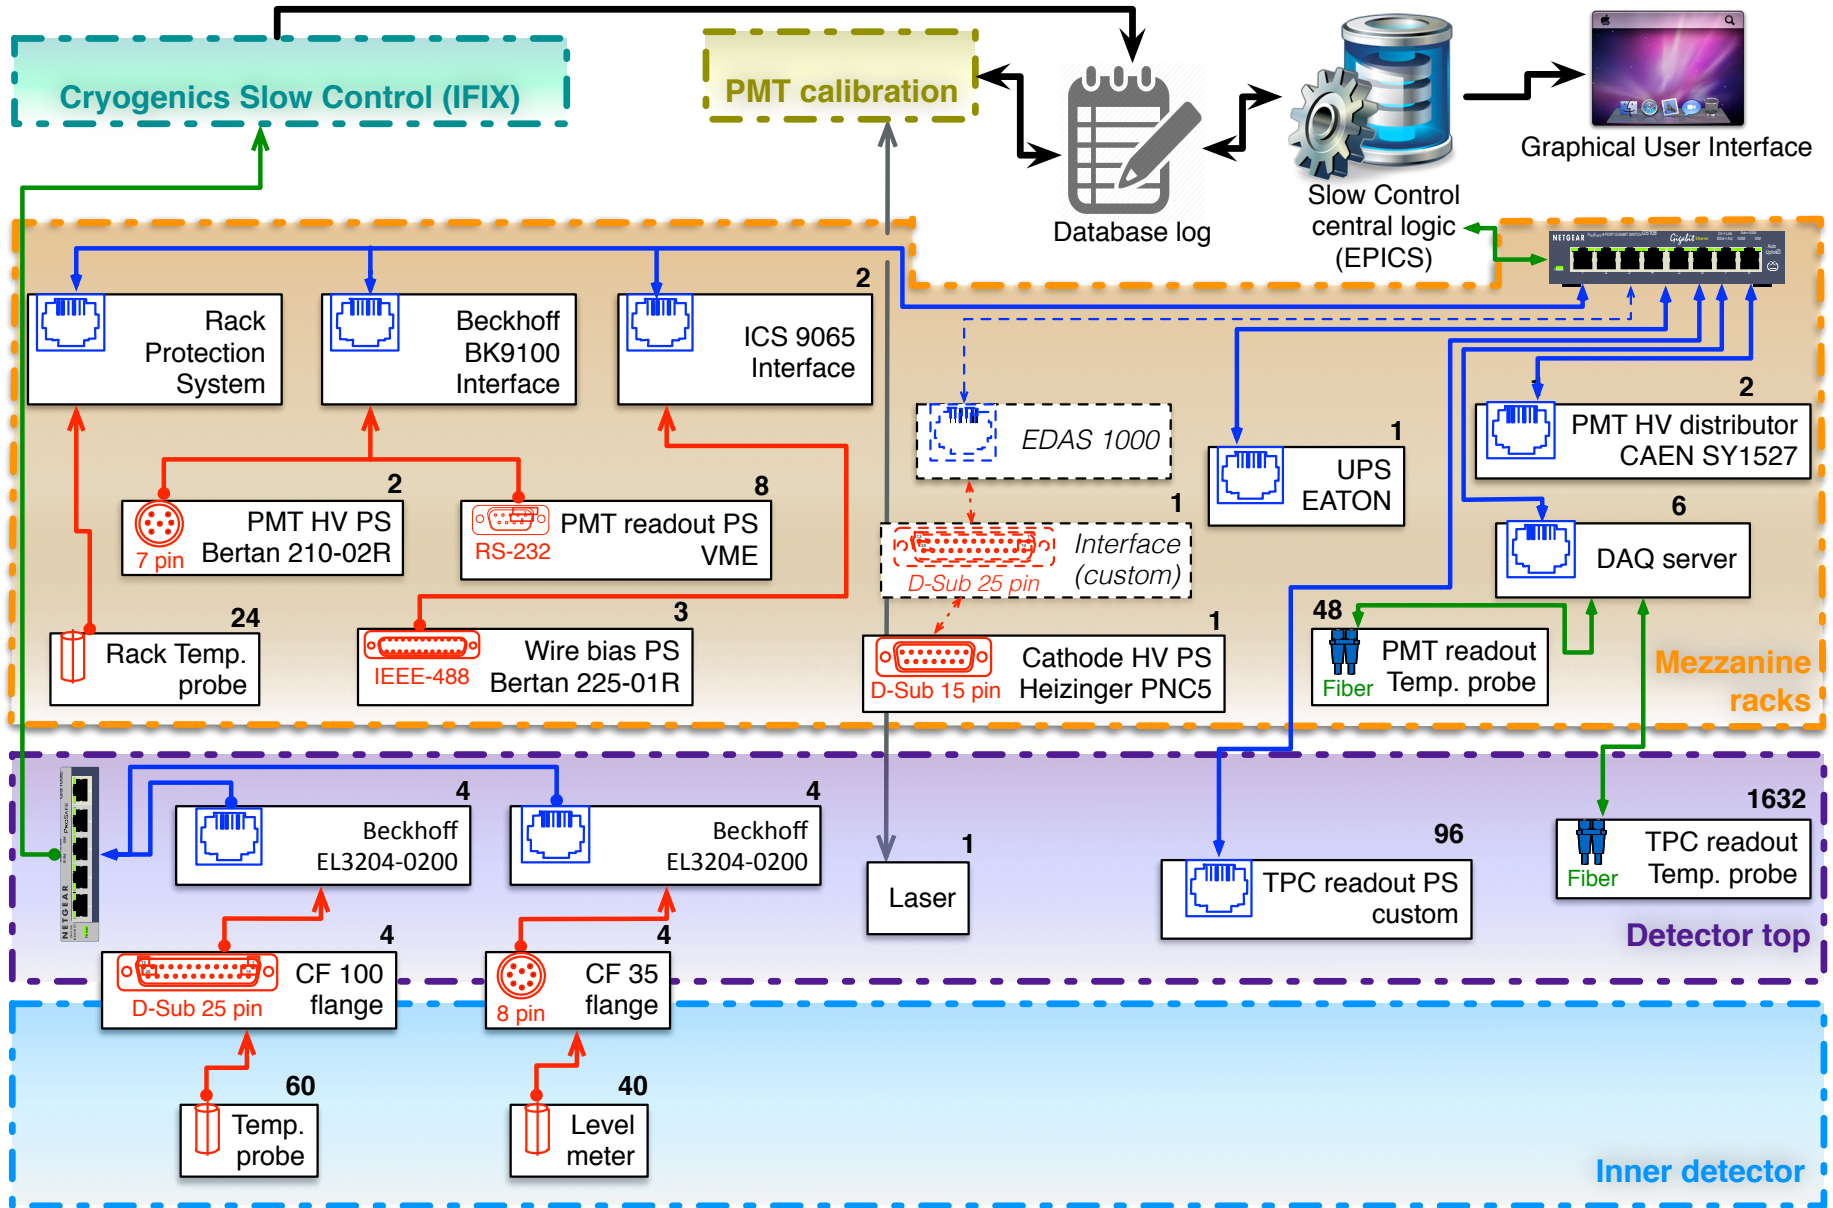 Cryogenics Slow Control (IFIX)
PMT calibration
Database log
Slow Control
central logic
(EPICS)
Graphical User Interface
NETGEAR
Gigabit
Rack
Protection
System
Beckhoff
BK9100
Interface
2
ICS 9065
Interface
EDAS 1000
1
UPS
EATON
2
PMT HV distributor
CAEN SY1527
2
PMT HV PS
Bertan 210-02R
7 pin
8
PMT readout PS
VME
RS-232
1
Interface
(custom)
D-Sub 25 pin
6
DAQ server
24
Rack Temp.
probe
3
Wire bias PS
Bertan 225-01R
IEEE-488
1
Cathode HV PS
Heizinger PNC5
D-Sub 15 pin
48
PMT readout
Temp. probe
Fiber
Mezzanine
racks
NETGEAR
4
Beckhoff
EL3204-0200
4
Beckhoff
EL3204-0200
1
Laser
96
TPC readout PS
custom
1632
TPC readout
Temp. probe
Fiber
Detector top
4
CF 100
flange
D-Sub 25 pin
4
CF 35
flange
8 pin
60
Temp.
probe
40
Level
meter
Inner detector